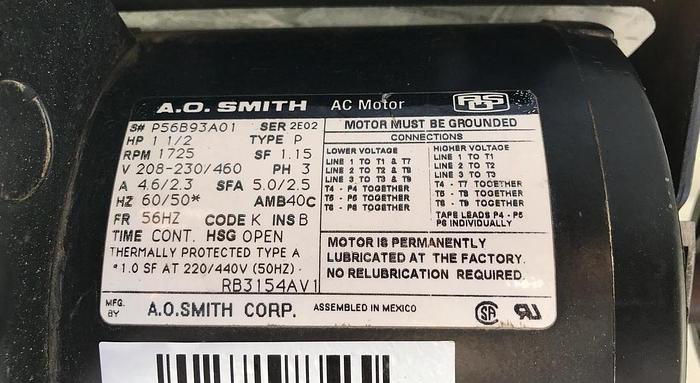 A.O. SMITH AC Motor AOS
S# P56B93A01 SER 2E02
HP 1 1/2 TYPE P
RPM 1725 SF 1.15
V 208-230/460 PH 3
A 4.6/2.3 SFA 5.0/2.5
HZ 60/50* AMB40C
FR 56HZ CODE K INS B
TIME CONT. HSG OPEN
THERMALLY PROTECTED TYPE A
*1.0 SF AT 220/440V (50HZ)
RB3154AV1
MOTOR MUST BE GROUNDED
CONNECTIONS
LOWER VOLTAGE
LINE 1 TO T1 & T7
LINE 2 TO T2 & T8
LINE 3 TO T3 & T9
T4 - P4 TOGETHER
T5 - P5 TOGETHER
T6 - P6 TOGETHER
HIGHER VOLTAGE
LINE 1 TO T1
LINE 2 TO T2
LINE 3 TO T3
T4 - T7 TOGETHER
T5 - T8 TOGETHER
T6 - T9 TOGETHER
TAPE LEADS P4 - P5
P6 INDIVIDUALLY
MOTOR IS PERMANENTLY
LUBRICATED AT THE FACTORY.
NO RELUBRICATION REQUIRED.
MFG. BY A.O.SMITH CORP. ASSEMBLED IN MEXICO